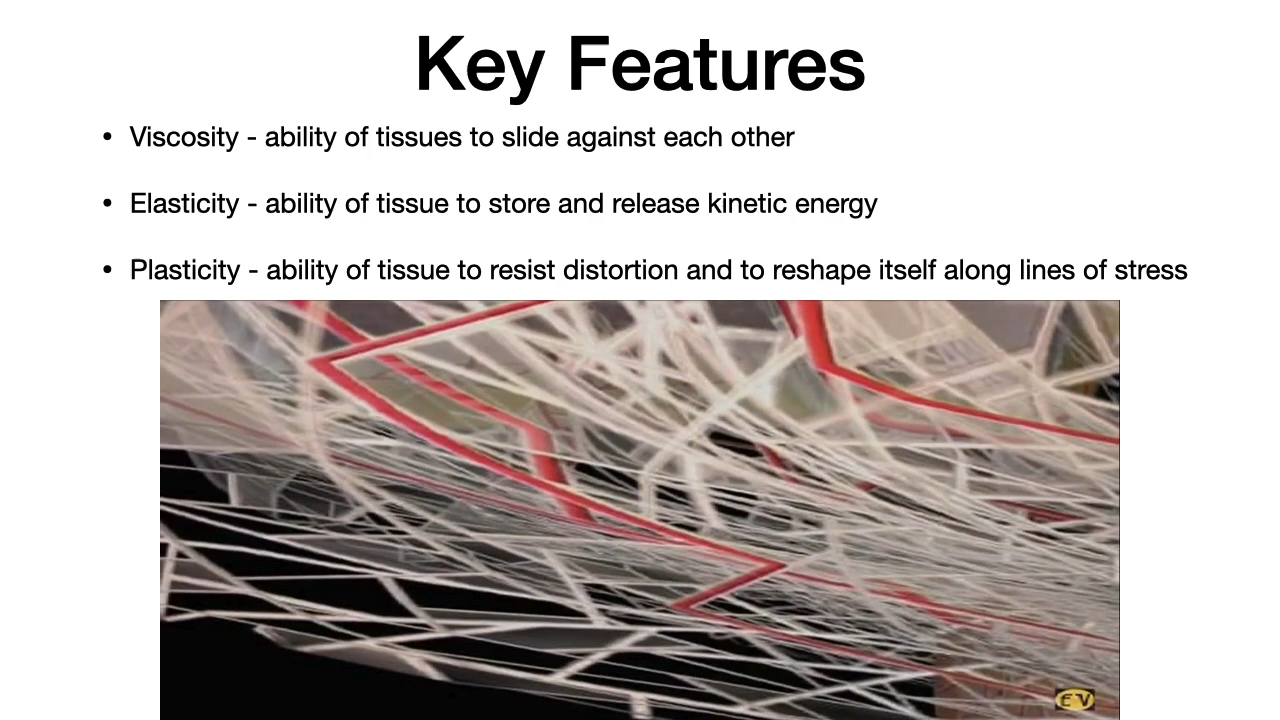 Key Features
• Viscosity - ability of tissues to slide against each other
• Elasticity - ability of tissue to store and release kinetic energy
• Plasticity - ability of tissue to resist distortion and to reshape itself along lines of stress
EV